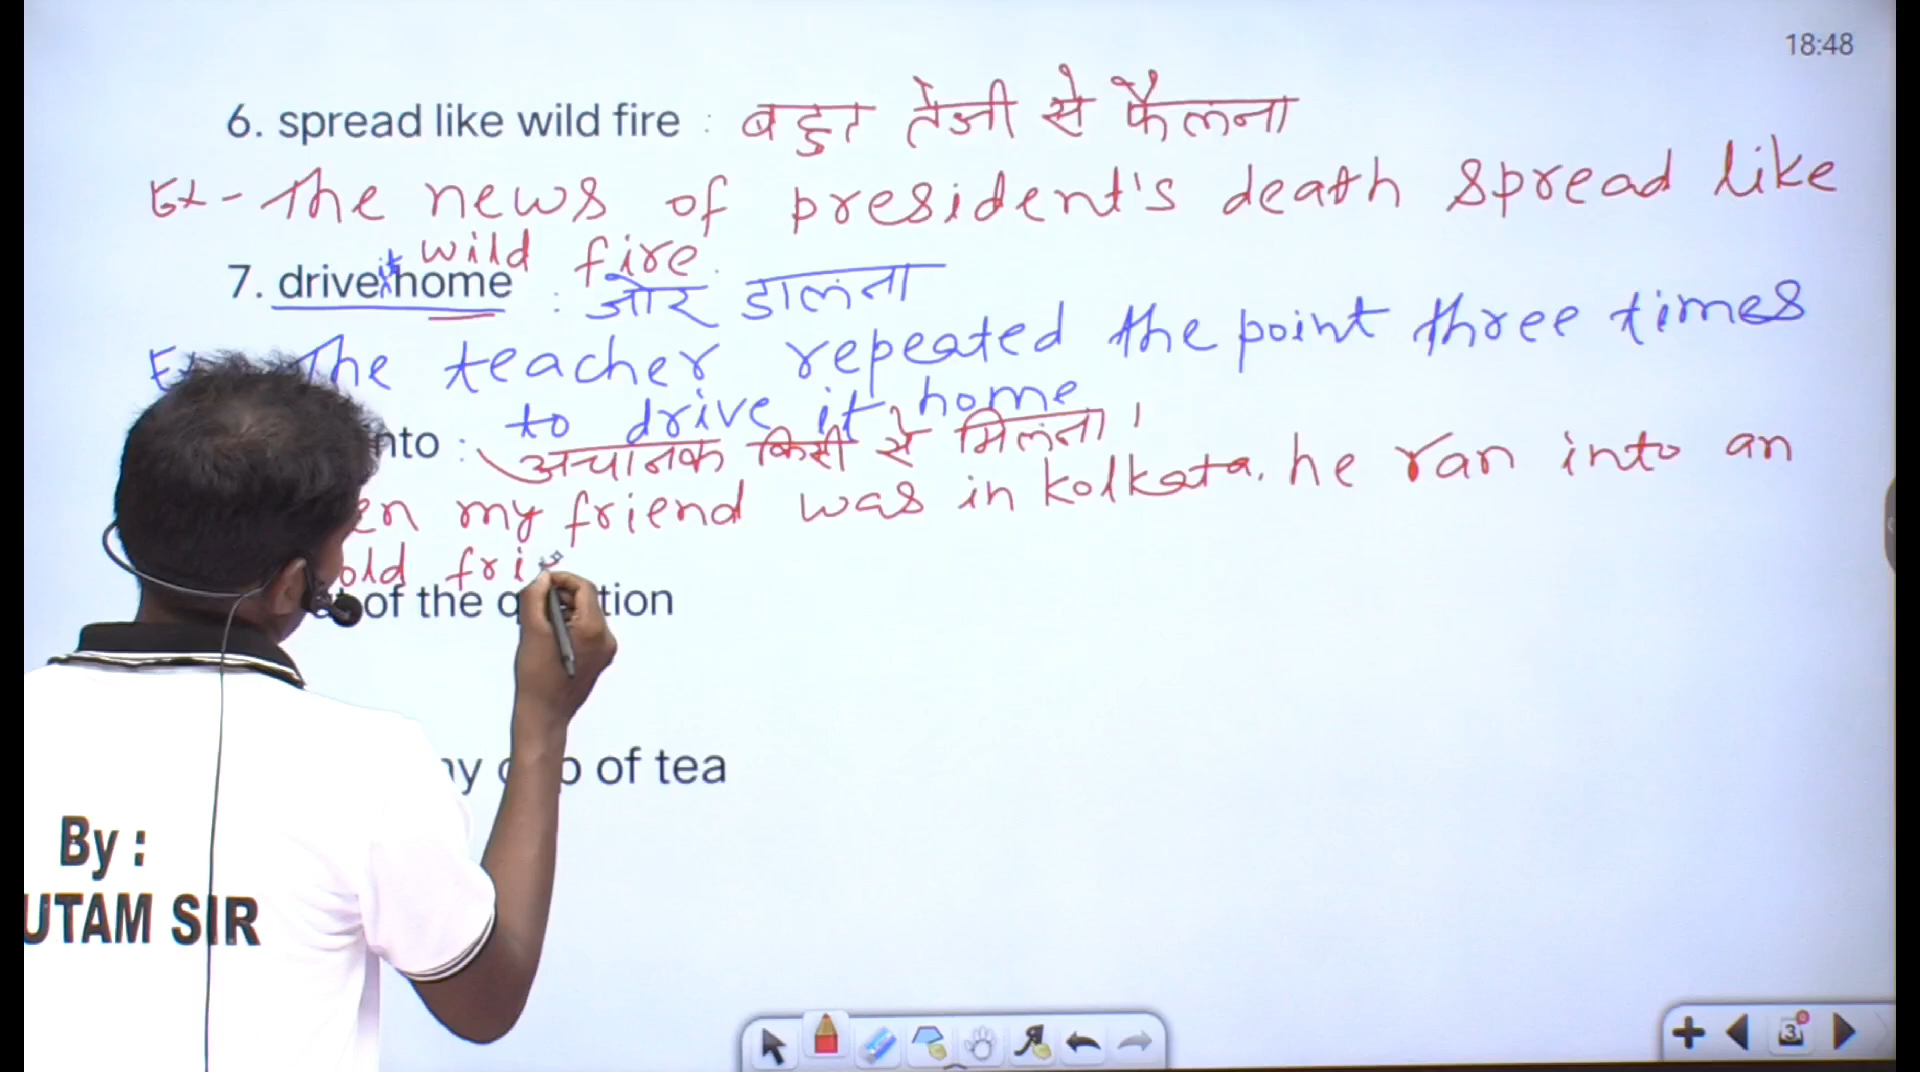 18:48
6. spread like wild fire : बहुत तेजी से फैलना
Ex - The news of president's death spread like
wild fire.
7. drive it home : जोर डालना
Ex The teacher repeated the point three times
to drive it home
nto : अचानक किसी से मिलना।
en my friend was in kolkata, he ran into an
old fri
of the q tion
y c p of tea
By :
UTAM SIR
3